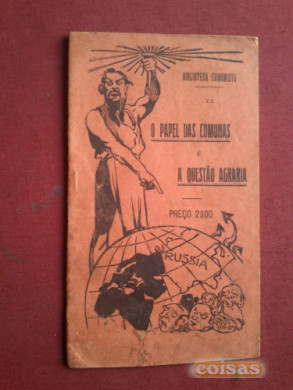 BIBLIOTECA COMUNISTA
O PAPEL DAS COMUNAS
E
A QUESTÃO AGRARIA
PREÇO 2$00
RUSSIA
coisas